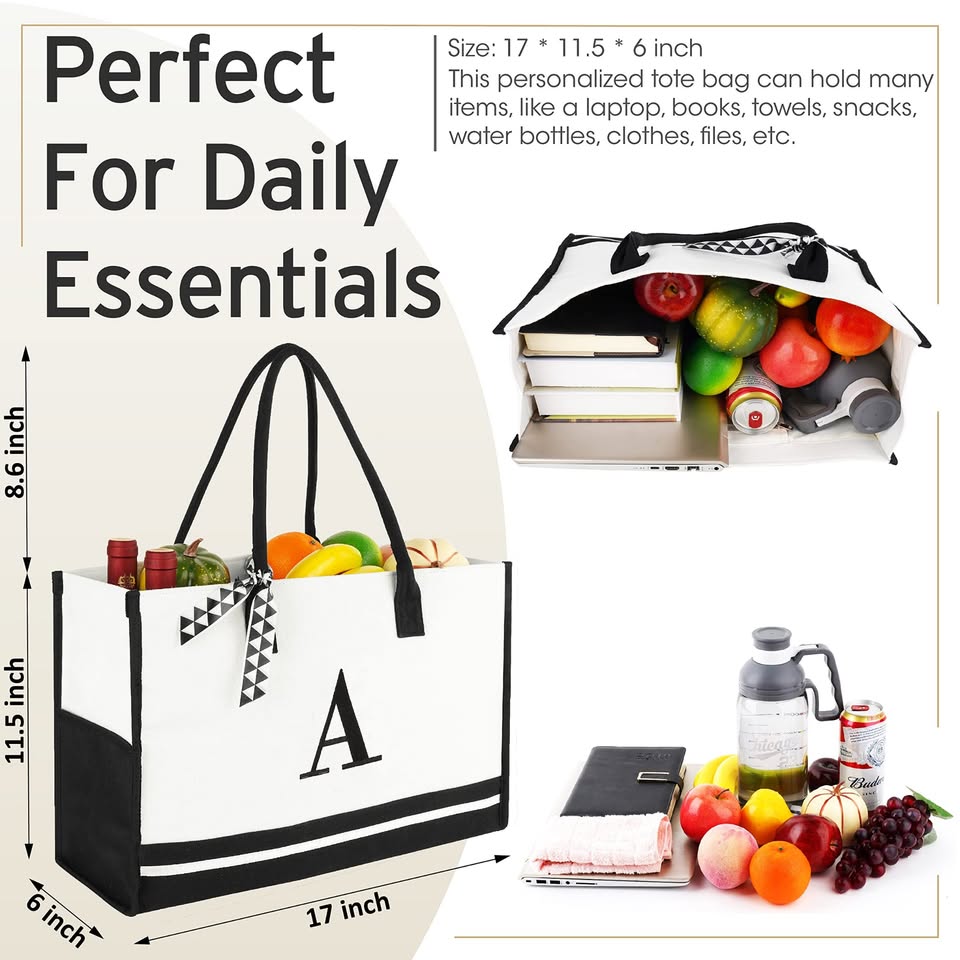 Perfect
For Daily
Essentials
Size: 17 * 11.5 * 6 inch
This personalized tote bag can hold many
items, like a laptop, books, towels, snacks,
water bottles, clothes, files, etc.
8.6 inch
11.5 inch
6 inch
17 inch
A